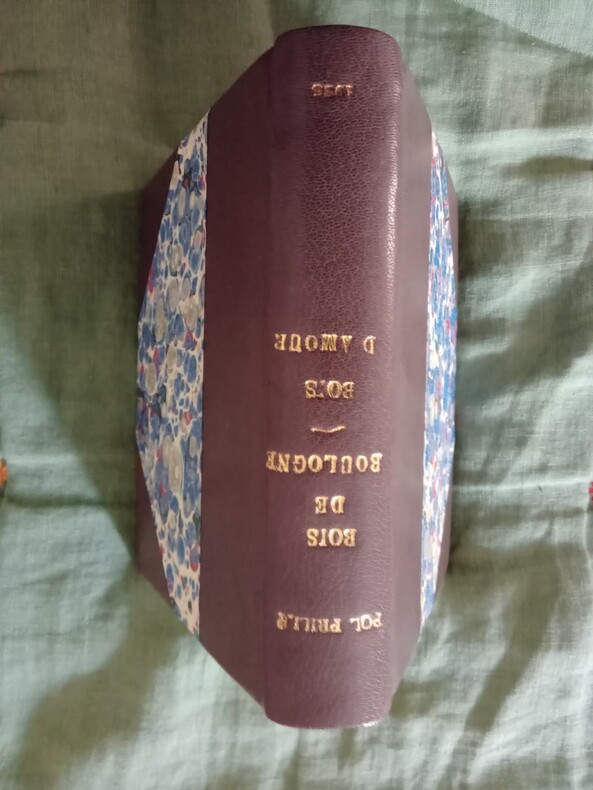 POL PRILLE
BOIS
DE
BOULOGNE
BOIS
D AMOUR
1925